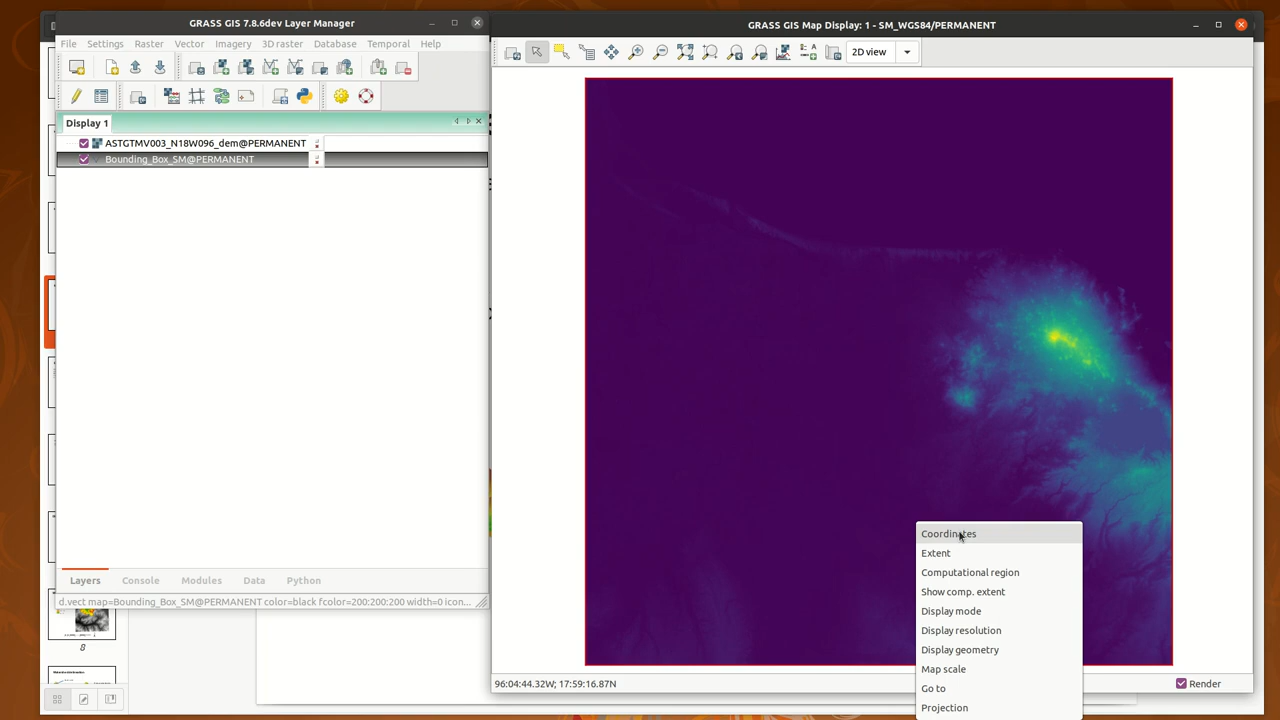 GRASS GIS 7.8.6dev Layer Manager
File Settings Raster Vector Imagery 3D raster Database Temporal Help
Display 1
ASTGTMV003_N18W096_dem@PERMANENT
Bounding_Box_SM@PERMANENT
Layers Console Modules Data Python
d.vect map=Bounding_Box_SM@PERMANENT color=black fcolor=200:200:200 width=0 icon...
8
GRASS GIS Map Display: 1 - SM_WGS84/PERMANENT
2D view
Coordinates
Extent
Computational region
Show comp. extent
Display mode
Display resolution
Display geometry
Map scale
Go to
Projection
96:04:44.32W; 17:59:16.87N
Render